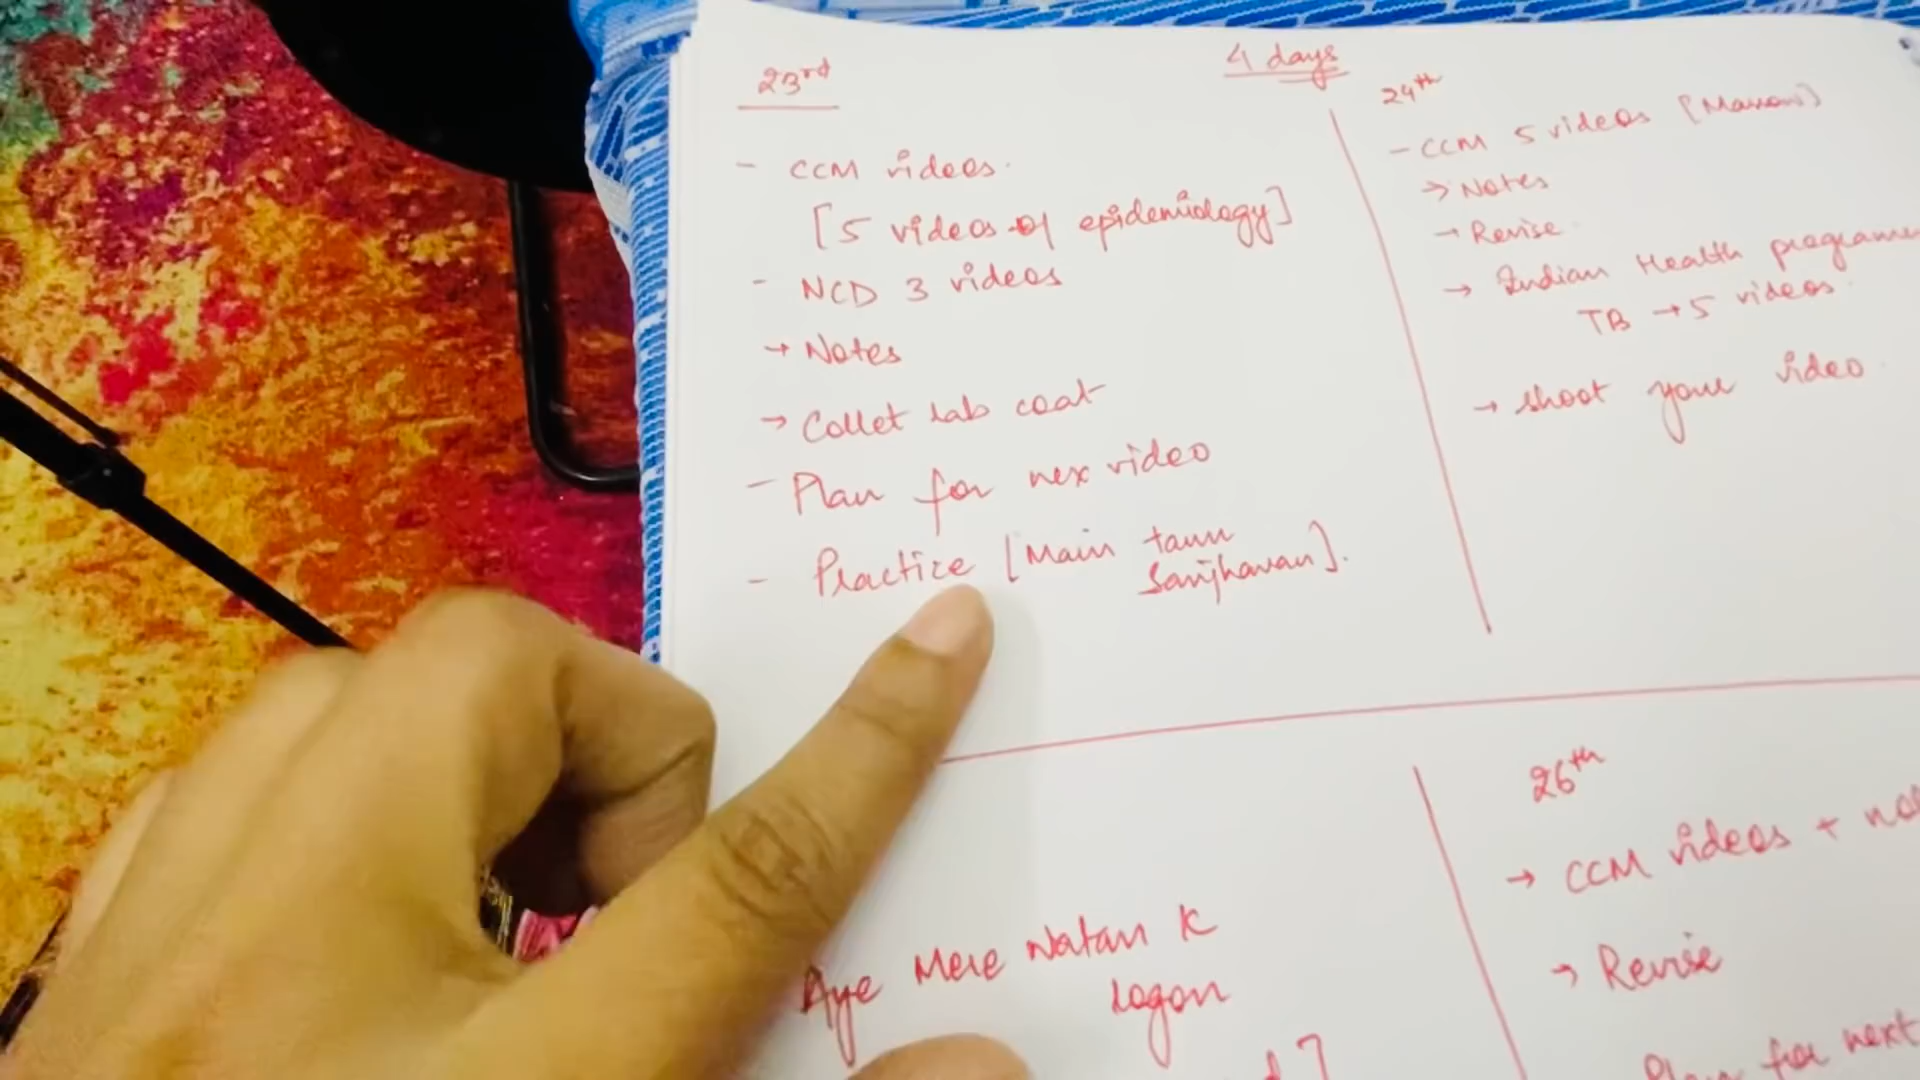 4 days
23rd
- CCM videos.
[5 videos of epidemiology]
- NCD 3 videos
→ Notes
→ Collet lab coat
- Plan for nex video
- Practice [Main tann
Sanjhavan].
24th
- CCM 5 videos [Marrow]
→ Notes
→ Revise
→ Indian Health
TB → 5 videos
→ shoot your video
Aye Mere Watan K
logon
26th
→ CCM videos +
→ Revise
Plan for next